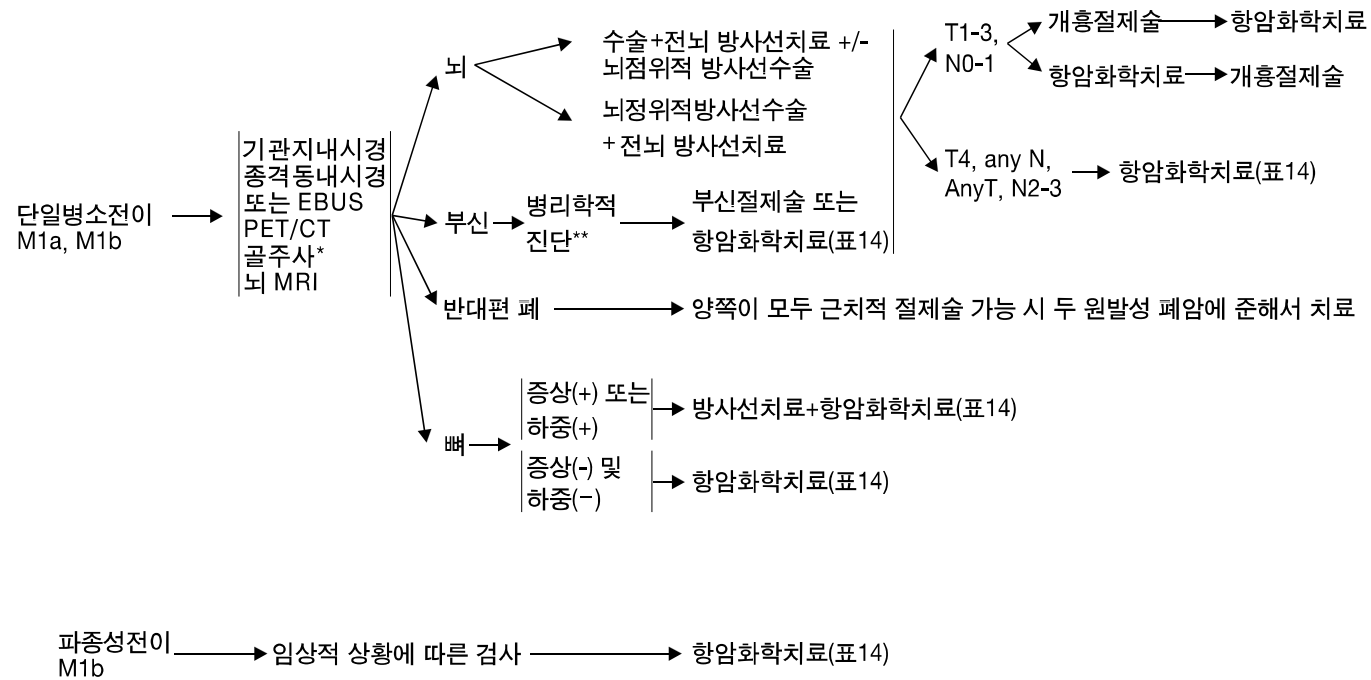 단일병소전이
M1a, M1b
기관지내시경
종격동내시경
또는 EBUS
PET/CT
골주사*
뇌 MRI
뇌
수술+전뇌 방사선치료 +/-
뇌점위적 방사선수술
뇌정위적방사선수술
+전뇌 방사선치료
T1-3,
N0-1
개흉절제술
항암화학치료
항암화학치료
개흉절제술
T4, any N,
AnyT, N2-3
항암화학치료(표14)
부신
병리학적
진단**
부신절제술 또는
항암화학치료(표14)
반대편 폐
양쪽이 모두 근치적 절제술 가능 시 두 원발성 폐암에 준해서 치료
뼈
증상(+) 또는
하중(+)
방사선치료+항암화학치료(표14)
증상(-) 및
하중(-)
항암화학치료(표14)
파종성전이
M1b
임상적 상황에 따른 검사
항암화학치료(표14)